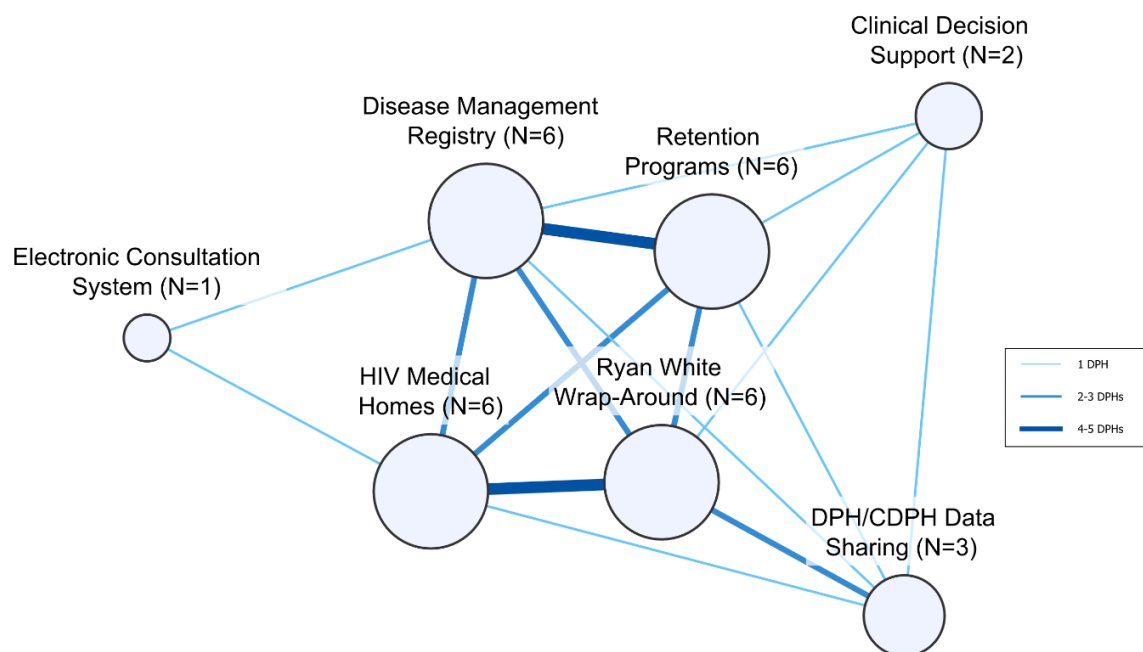 Clinical Decision
Support (N=2)
Disease Management
Registry (N=6)
Retention
Programs (N=6)
Electronic Consultation
System (N=1)
HIV Medical
Homes (N=6)
Ryan White
Wrap-Around (N=6)
1 DPH
2-3 DPHs
4-5 DPHs
DPH/CDPH Data
Sharing (N=3)